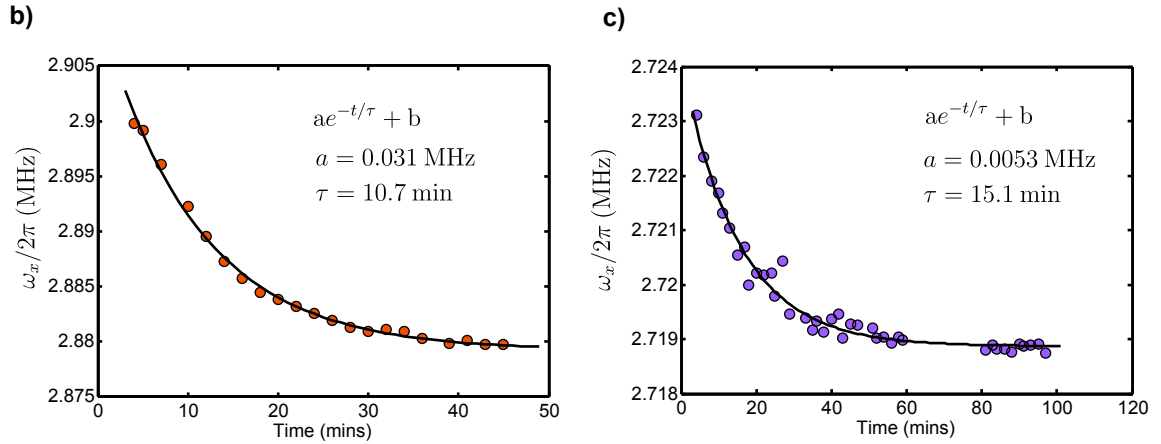 b)
2.905
2.9
2.895
2.89
2.885
2.88
2.875
ω_x/2π (MHz)
ae^{-t/τ} + b
a = 0.031 MHz
τ = 10.7 min
0 10 20 30 40 50
Time (mins)
c)
2.724
2.723
2.722
2.721
2.72
2.719
2.718
ω_x/2π (MHz)
ae^{-t/τ} + b
a = 0.0053 MHz
τ = 15.1 min
0 20 40 60 80 100 120
Time (mins)